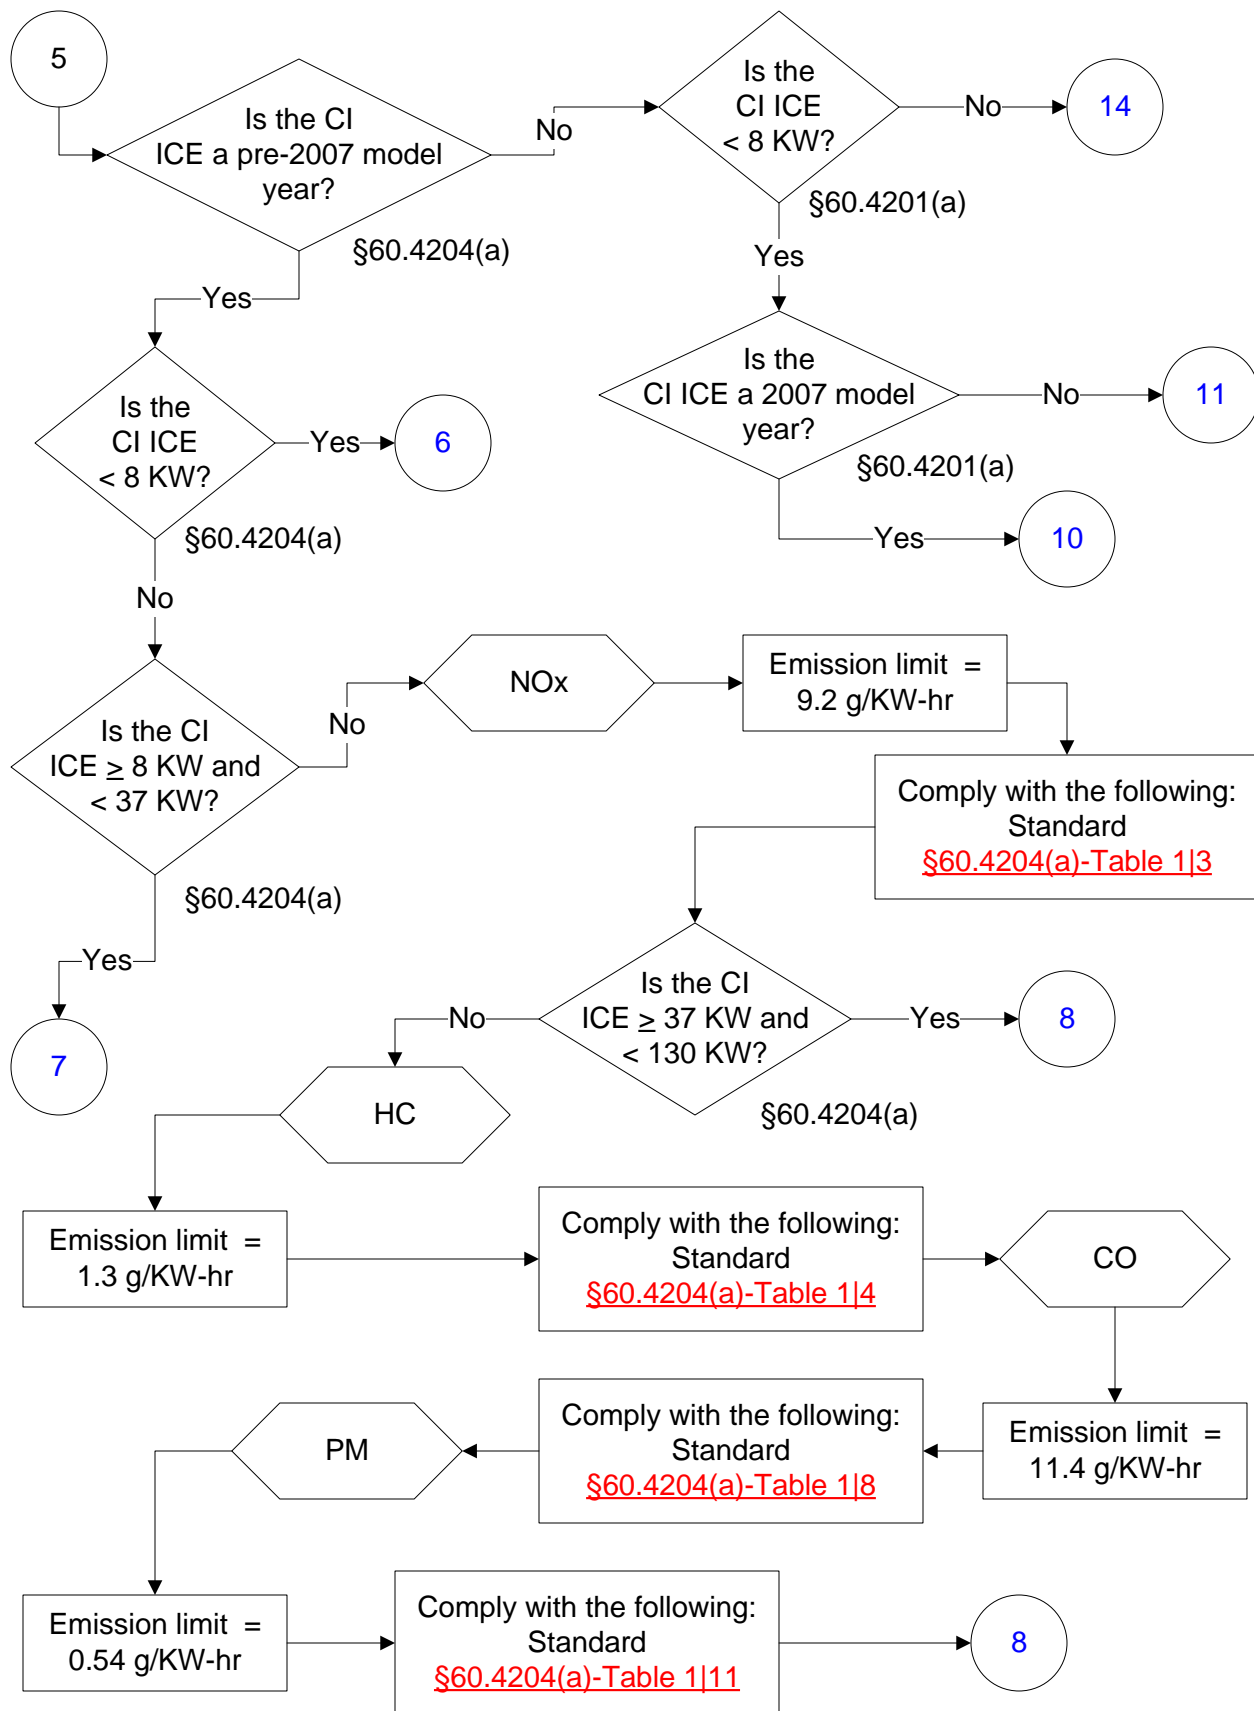 5
Is the CI
ICE a pre-2007 model
year?
§60.4204(a)
No
Is the
CI ICE
< 8 KW?
§60.4201(a)
No
14
Yes
Is the
CI ICE a 2007 model
year?
§60.4201(a)
No
11
Yes
10
Yes
Is the
CI ICE
< 8 KW?
§60.4204(a)
Yes
6
No
Is the CI
ICE ≥ 8 KW and
< 37 KW?
§60.4204(a)
Yes
7
No
NOx
Emission limit =
9.2 g/KW-hr
Comply with the following:
Standard
§60.4204(a)-Table 1|3
Is the CI
ICE ≥ 37 KW and
< 130 KW?
§60.4204(a)
Yes
8
No
HC
Emission limit =
1.3 g/KW-hr
Comply with the following:
Standard
§60.4204(a)-Table 1|4
CO
Emission limit =
11.4 g/KW-hr
Comply with the following:
Standard
§60.4204(a)-Table 1|8
PM
Emission limit =
0.54 g/KW-hr
Comply with the following:
Standard
§60.4204(a)-Table 1|11
8